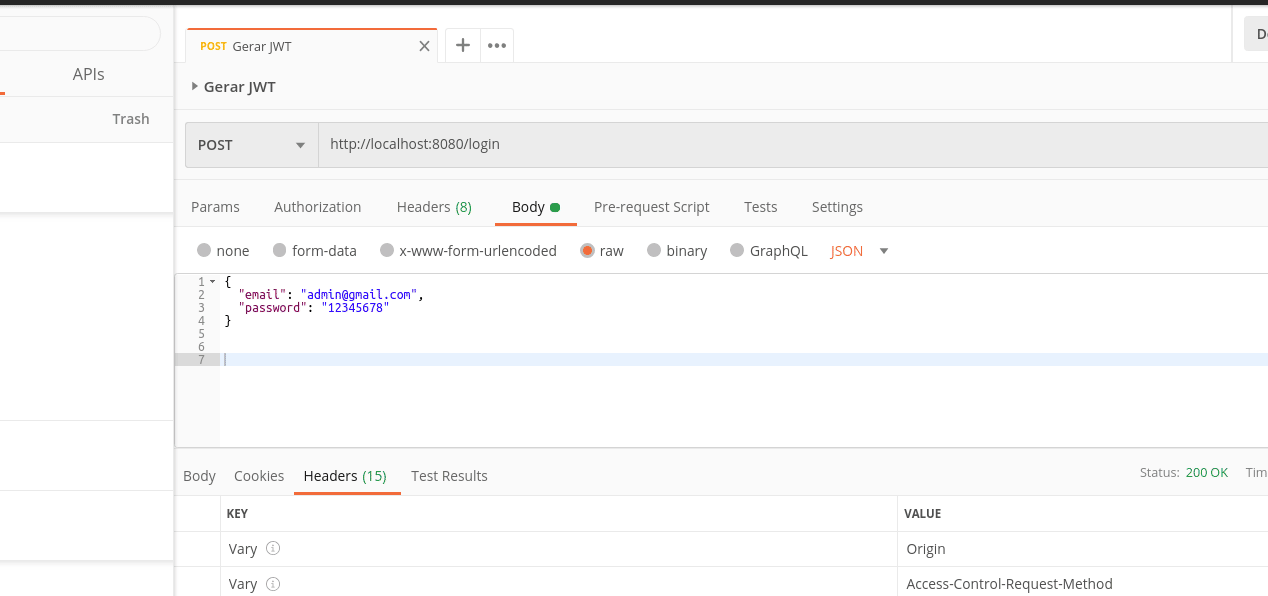 POST Gerar JWT
APIs
Trash
Gerar JWT
POST http://localhost:8080/login
Params Authorization Headers (8) Body Pre-request Script Tests Settings
none form-data x-www-form-urlencoded raw binary GraphQL JSON
1 {
2 "email": "admin@gmail.com",
3 "password": "12345678"
4 }
5
6
7
Body Cookies Headers (15) Test Results Status: 200 OK
KEY VALUE
Vary Origin
Vary Access-Control-Request-Method